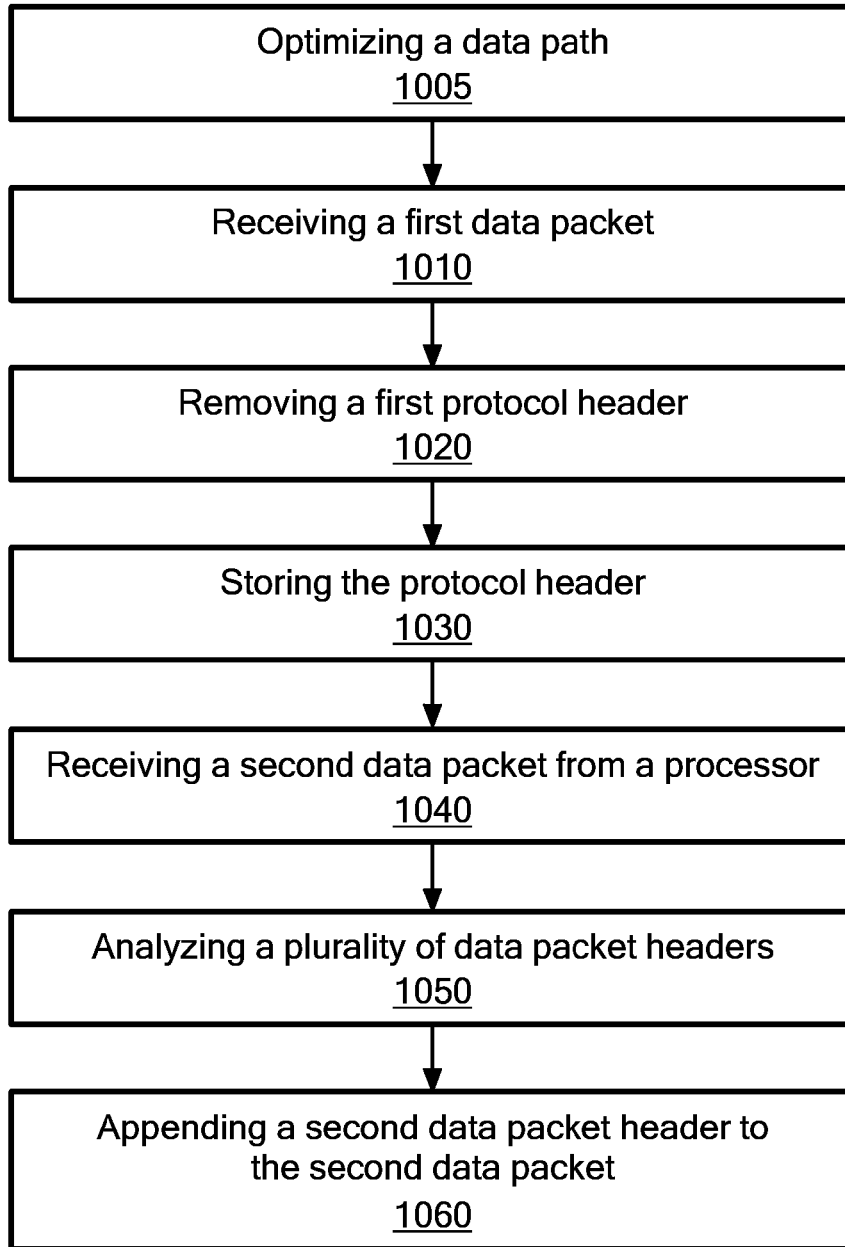 Optimizing a data path
1005
Receiving a first data packet
1010
Removing a first protocol header
1020
Storing the protocol header
1030
Receiving a second data packet from a processor
1040
Analyzing a plurality of data packet headers
1050
Appending a second data packet header to
the second data packet
1060